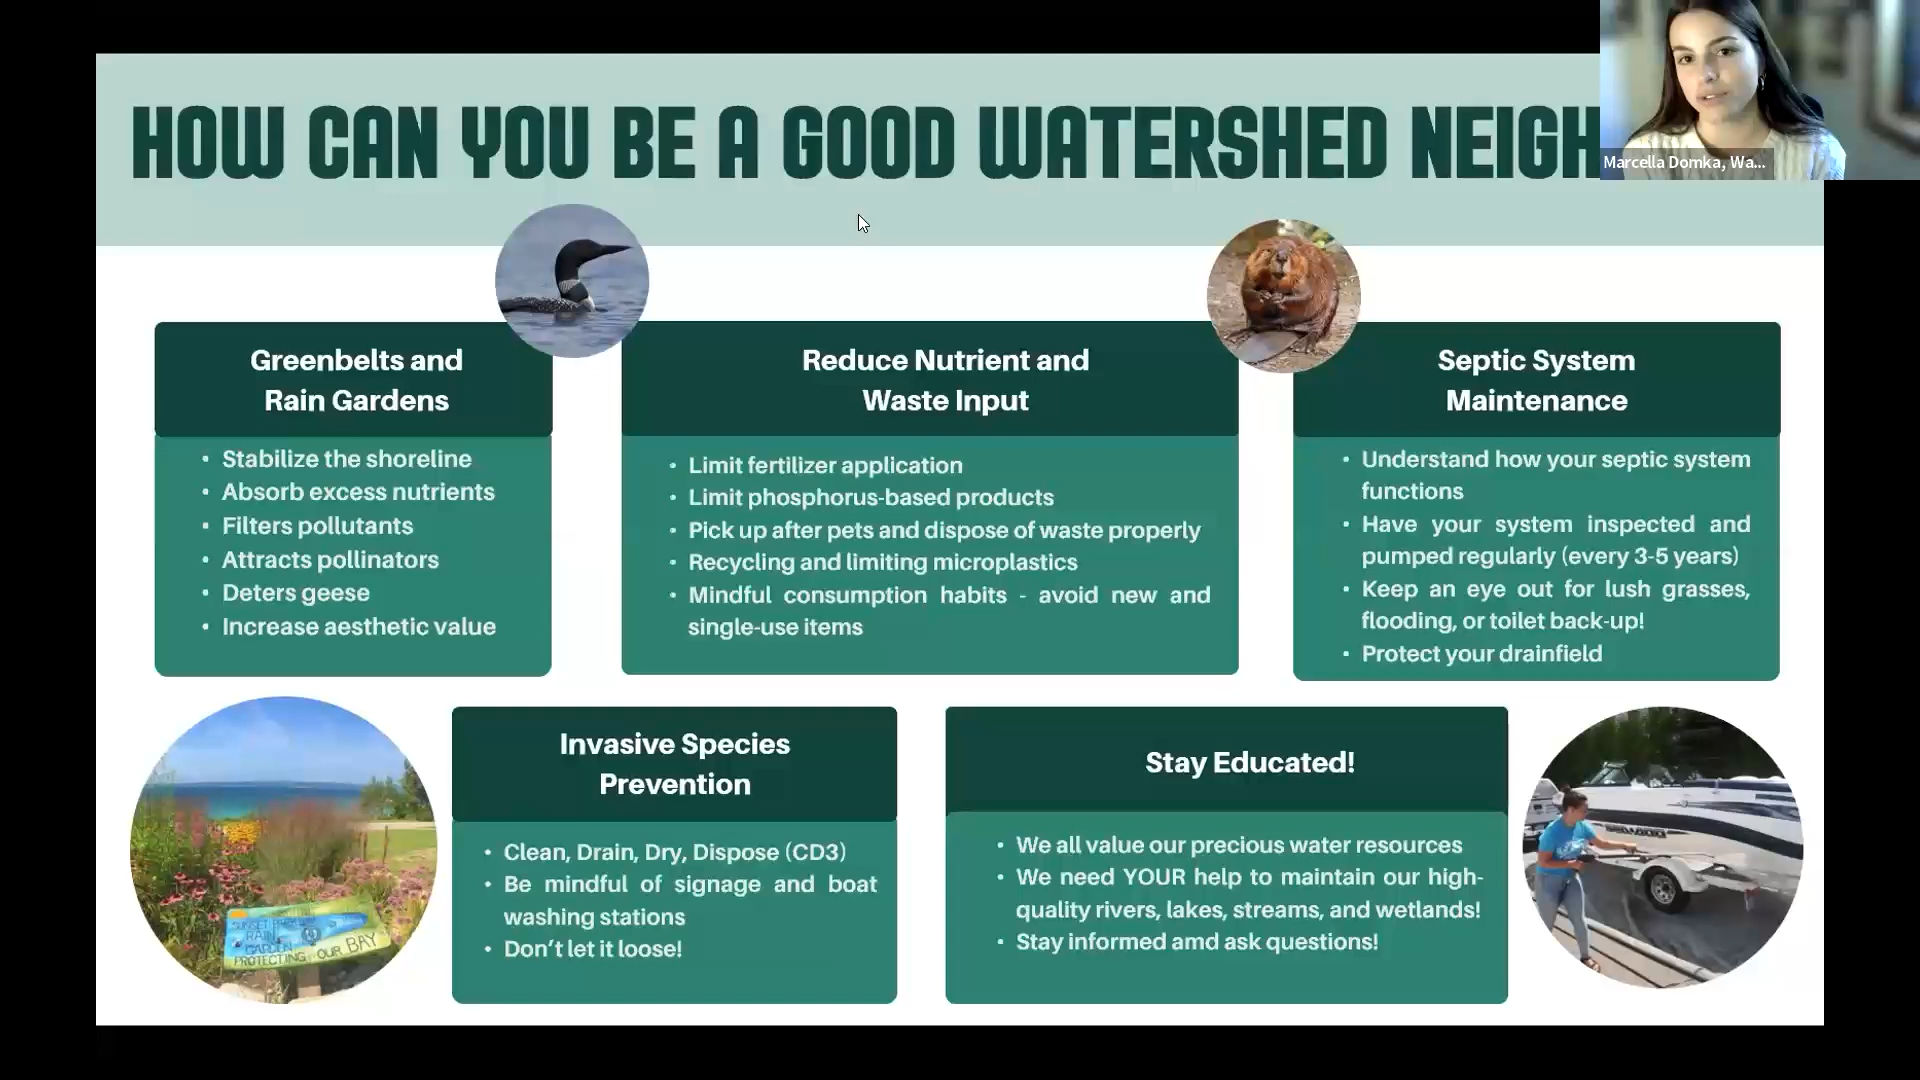 HOW CAN YOU BE A GOOD WATERSHED NEIGH
Marcella Domka, Wa...
Greenbelts and
Rain Gardens
• Stabilize the shoreline
• Absorb excess nutrients
• Filters pollutants
• Attracts pollinators
• Deters geese
• Increase aesthetic value
Reduce Nutrient and
Waste Input
• Limit fertilizer application
• Limit phosphorus-based products
• Pick up after pets and dispose of waste properly
• Recycling and limiting microplastics
• Mindful consumption habits - avoid new and
single-use items
Septic System
Maintenance
• Understand how your septic system
functions
• Have your system inspected and
pumped regularly (every 3-5 years)
• Keep an eye out for lush grasses,
flooding, or toilet back-up!
• Protect your drainfield
SUNSET PARK
RAIN
GARDEN
PROTECTING OUR BAY
Invasive Species
Prevention
• Clean, Drain, Dry, Dispose (CD3)
• Be mindful of signage and boat
washing stations
• Don't let it loose!
Stay Educated!
• We all value our precious water resources
• We need YOUR help to maintain our high-
quality rivers, lakes, streams, and wetlands!
• Stay informed amd ask questions!